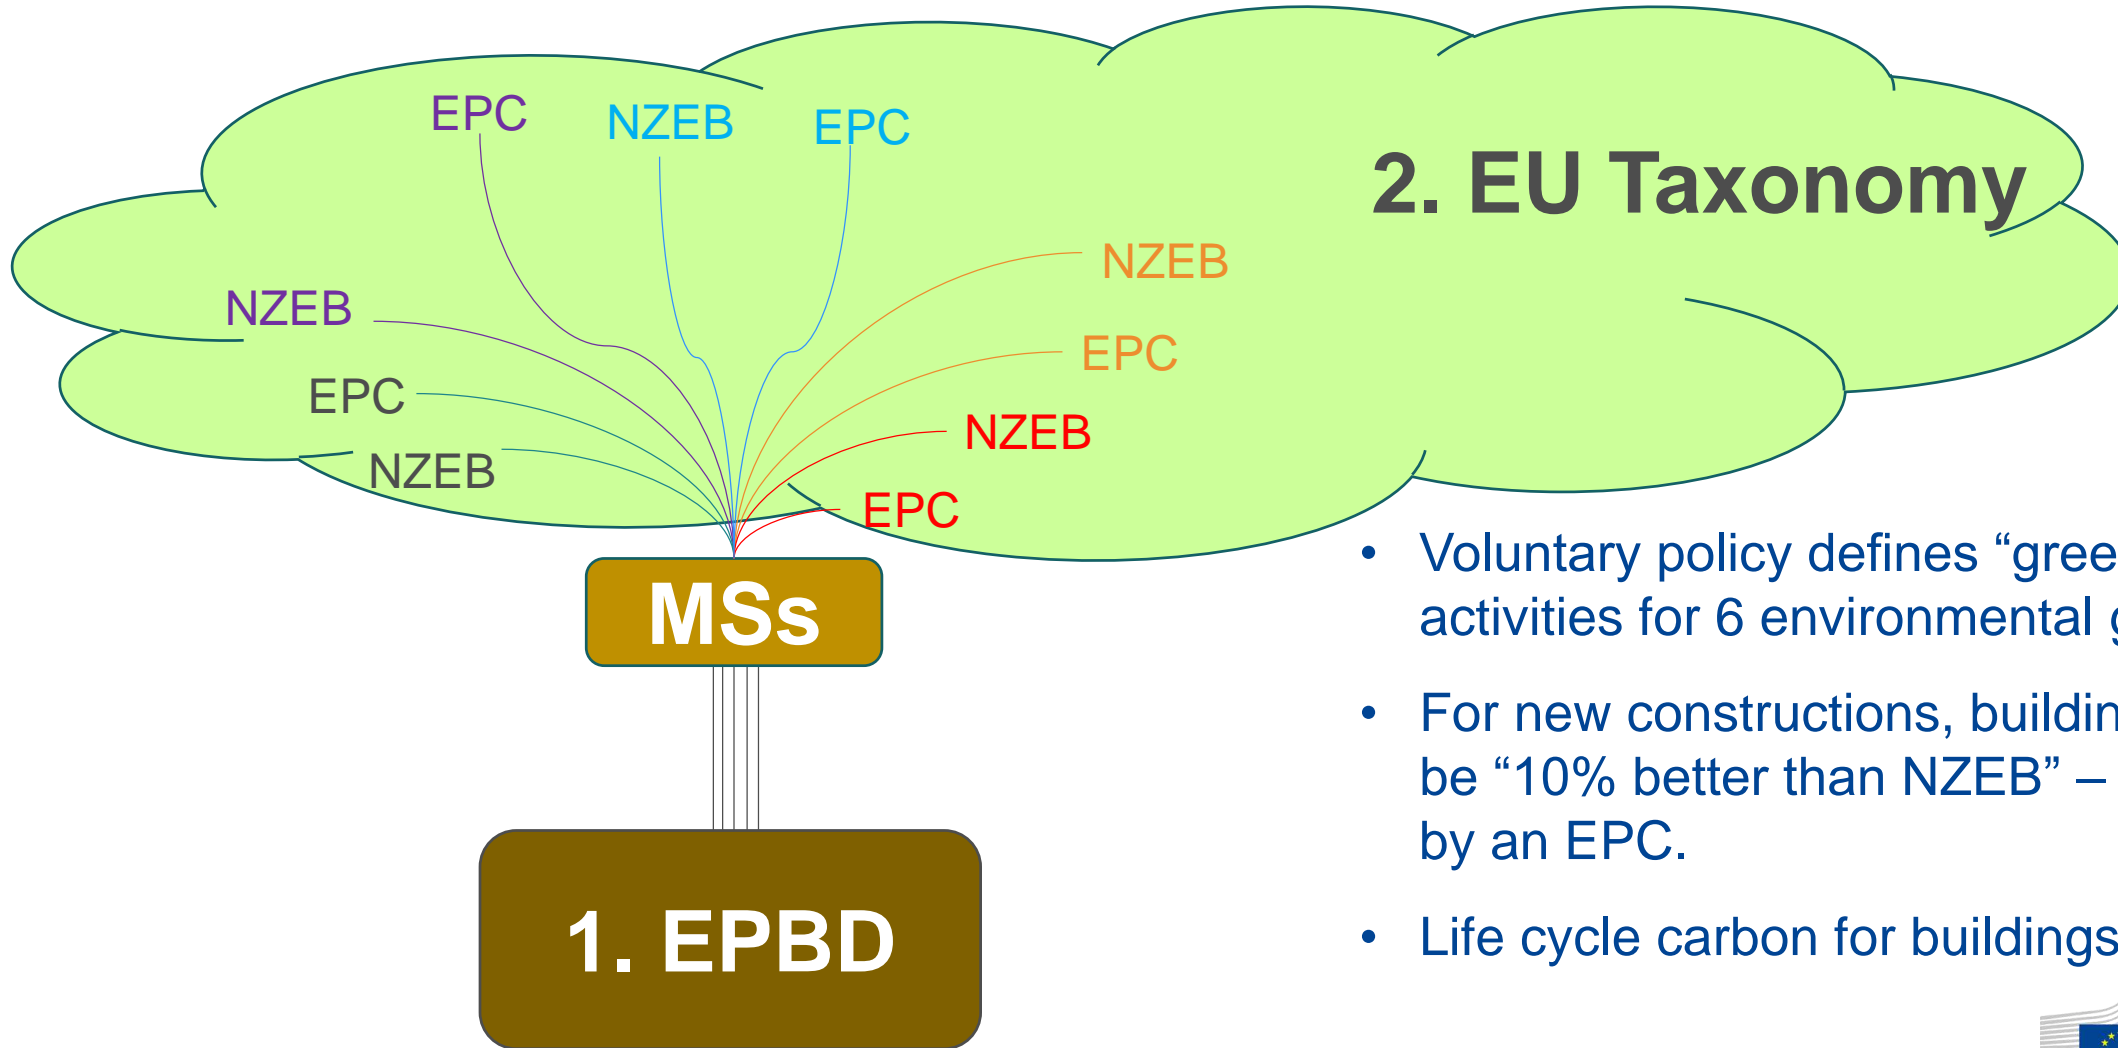 EPC
NZEB
EPC
2. EU Taxonomy
NZEB
NZEB
EPC
EPC
NZEB
NZEB
EPC
MSs
1. EPBD
• Voluntary policy defines “gree
activities for 6 environmental g
• For new constructions, buildin
be “10% better than NZEB” –
by an EPC.
• Life cycle carbon for buildings